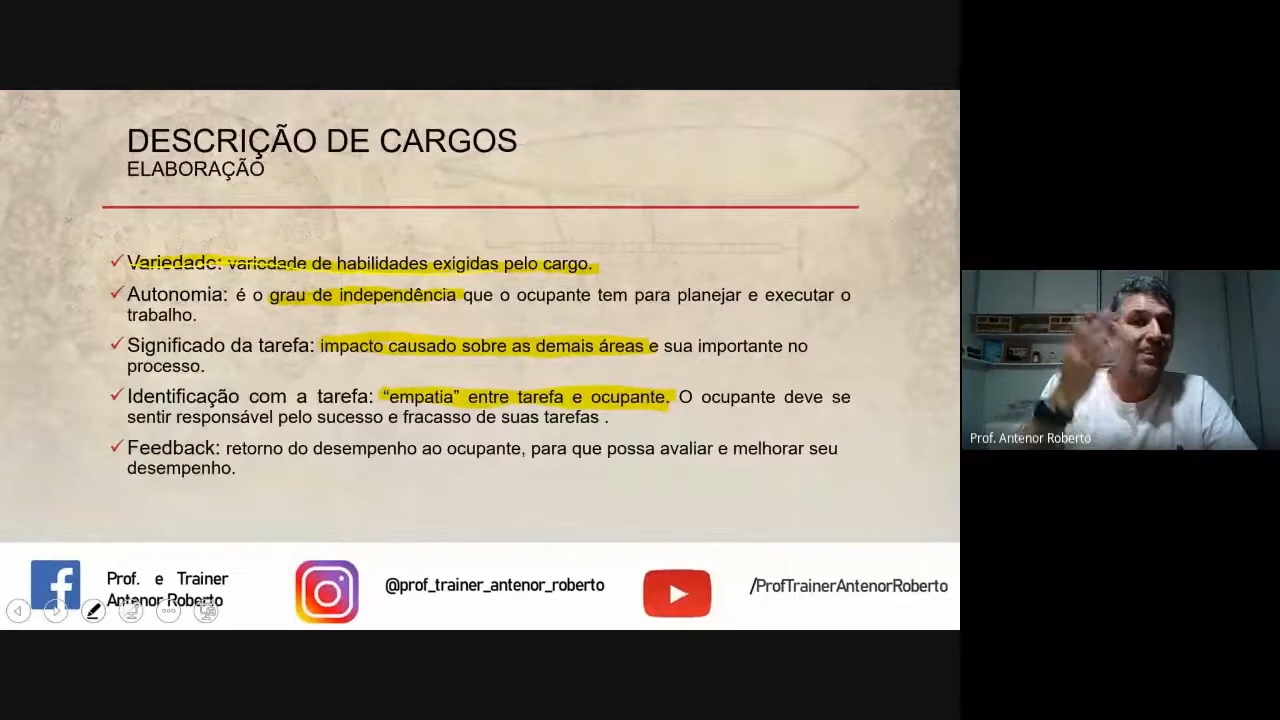 DESCRIÇÃO DE CARGOS
ELABORAÇÃO
Variedade: variedade de habilidades exigidas pelo cargo.
Autonomia: é o grau de independência que o ocupante tem para planejar e executar o
trabalho.
Significado da tarefa: impacto causado sobre as demais áreas e sua importante no
processo.
Identificação com a tarefa: “empatia” entre tarefa e ocupante. O ocupante deve se
sentir responsável pelo sucesso e fracasso de suas tarefas .
Feedback: retorno do desempenho ao ocupante, para que possa avaliar e melhorar seu
desempenho.
Prof. e Trainer
Antenor Roberto
@prof_trainer_antenor_roberto
/ProfTrainerAntenorRoberto
Prof. Antenor Roberto